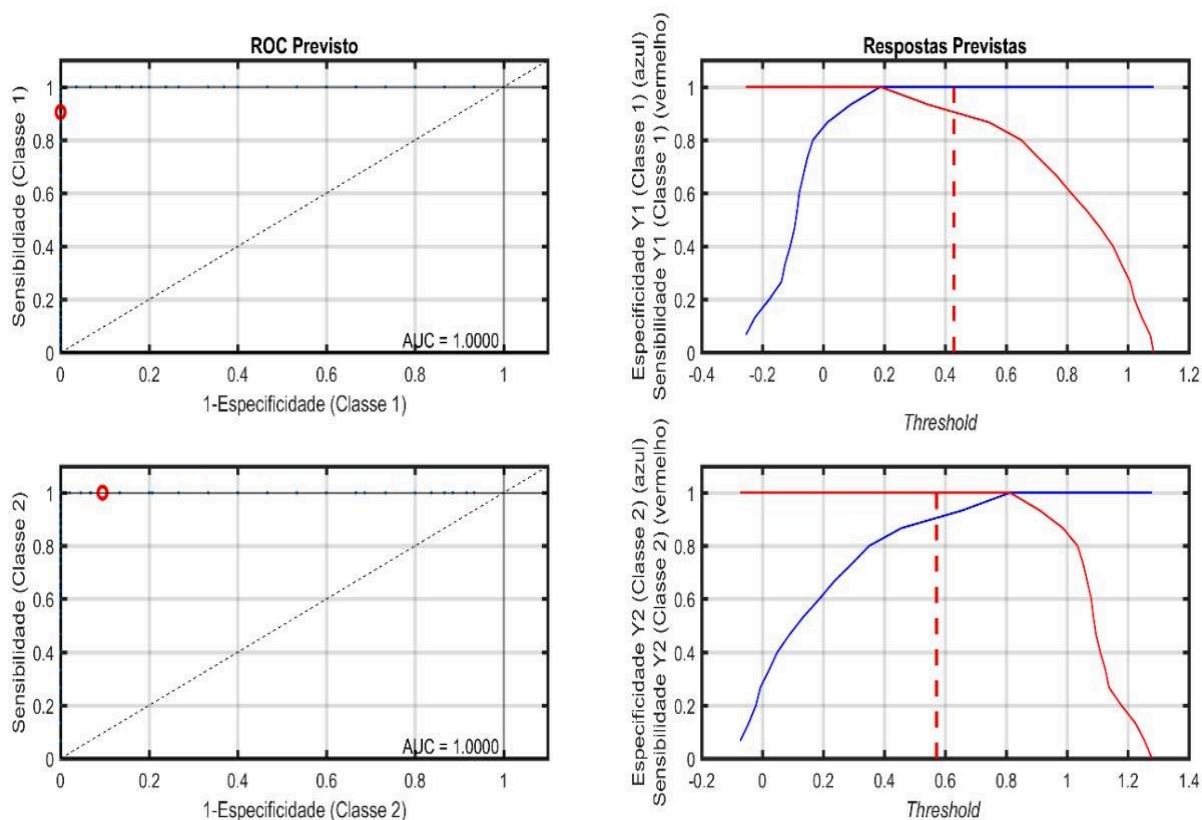 ROC Previsto
Sensibildiade (Classe 1)
1
0.8
0.6
0.4
0.2
0
AUC = 1.0000
0 0.2 0.4 0.6 0.8 1
1-Especificidade (Classe 1)
Respostas Previstas
Especificidade Y1 (Classe 1) (azul)
Sensibilidade Y1 (Classe 1) (vermelho)
1
0.8
0.6
0.4
0.2
0
-0.4 -0.2 0 0.2 0.4 0.6 0.8 1 1.2
Threshold
Sensibilidade (Classe 2)
1
0.8
0.6
0.4
0.2
0
AUC = 1.0000
0 0.2 0.4 0.6 0.8 1
1-Especificidade (Classe 2)
Especificidade Y2 (Classe 2) (azul)
Sensibilidade Y2 (Classe 2) (vermelho)
1
0.8
0.6
0.4
0.2
0
-0.2 0 0.2 0.4 0.6 0.8 1 1.2 1.4
Threshold